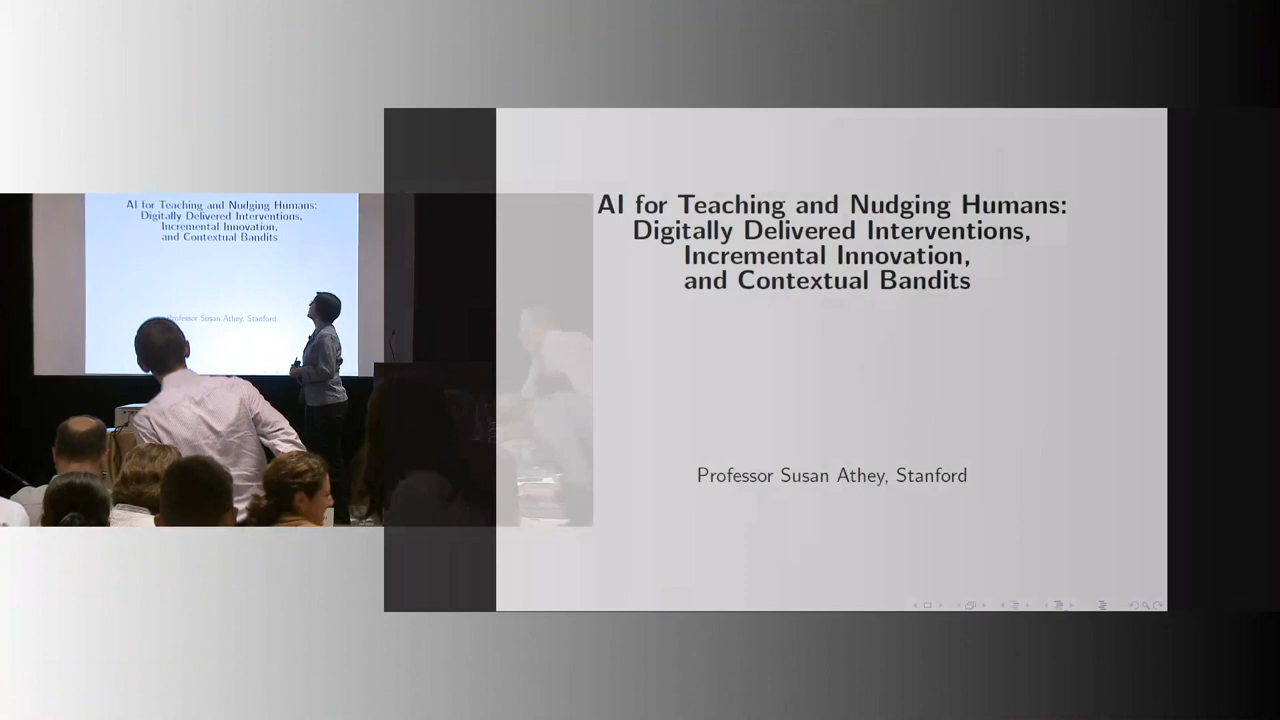 AI for Teaching and Nudging Humans:
Digitally Delivered Interventions,
Incremental Innovation,
and Contextual Bandits
Professor Susan Athey, Stanford
AI for Teaching and Nudging Humans:
Digitally Delivered Interventions,
Incremental Innovation,
and Contextual Bandits
Professor Susan Athey, Stanford